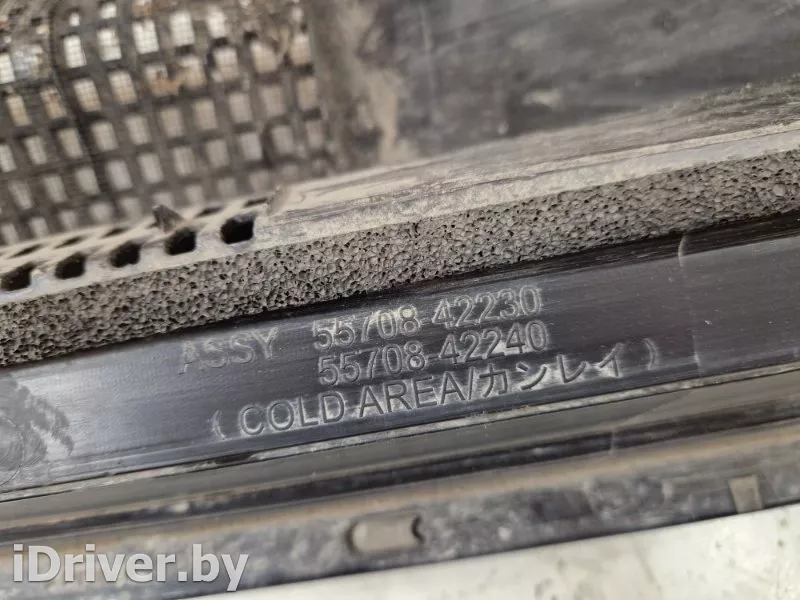 ASSY 55708-42230
55708-42240
(COLD AREA/カンレイ)
iDriver.by